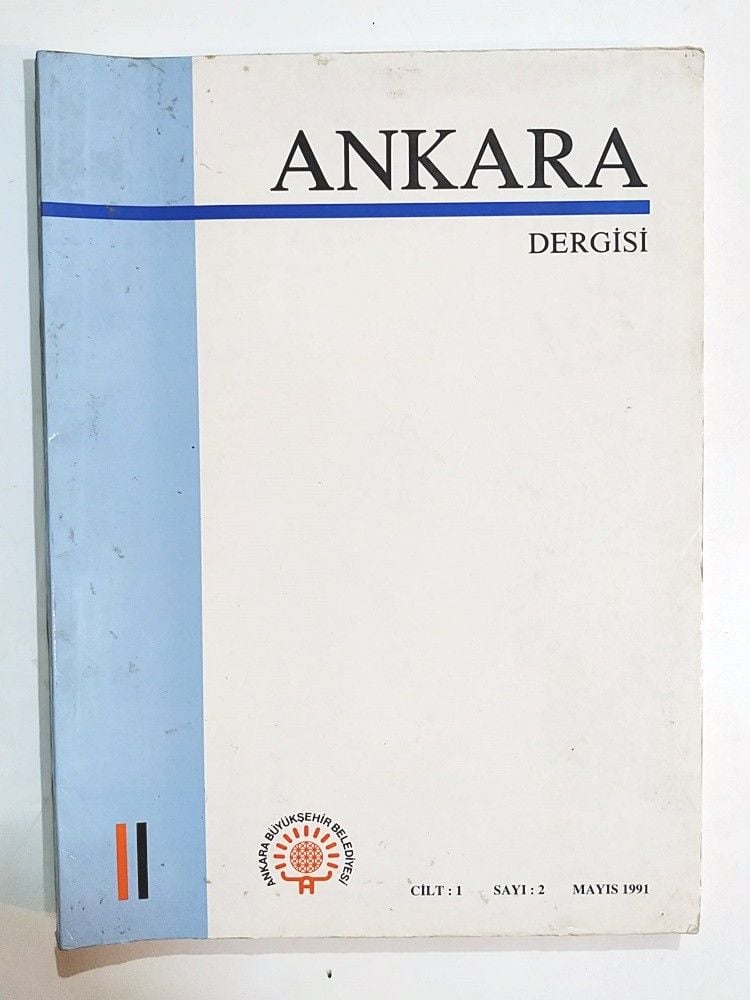 ANKARA
DERGİSİ
ANKARA BÜYÜKŞEHİR BELEDİYESİ
CİLT : 1 SAYI : 2 MAYIS 1991